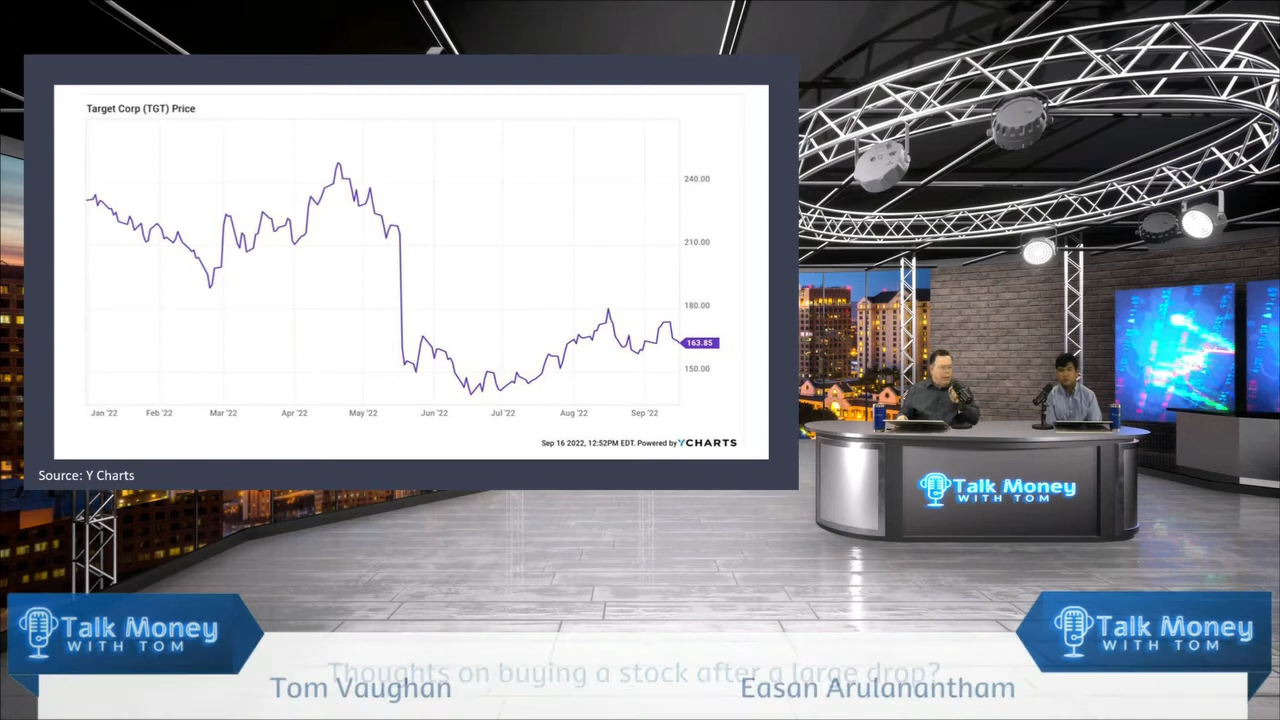 Target Corp (TGT) Price
240.00
210.00
180.00
163.85
150.00
Jan '22 Feb '22 Mar '22 Apr '22 May '22 Jun '22 Jul '22 Aug '22 Sep '22
Sep 16 2022, 12:52PM EDT. Powered by YCHARTS
Source: Y Charts
Talk Money
WITH TOM
Talk Money
WITH TOM
Talk Money
WITH TOM
Thoughts on buying a stock after a large drop?
Tom Vaughan
Easan Arulanantham